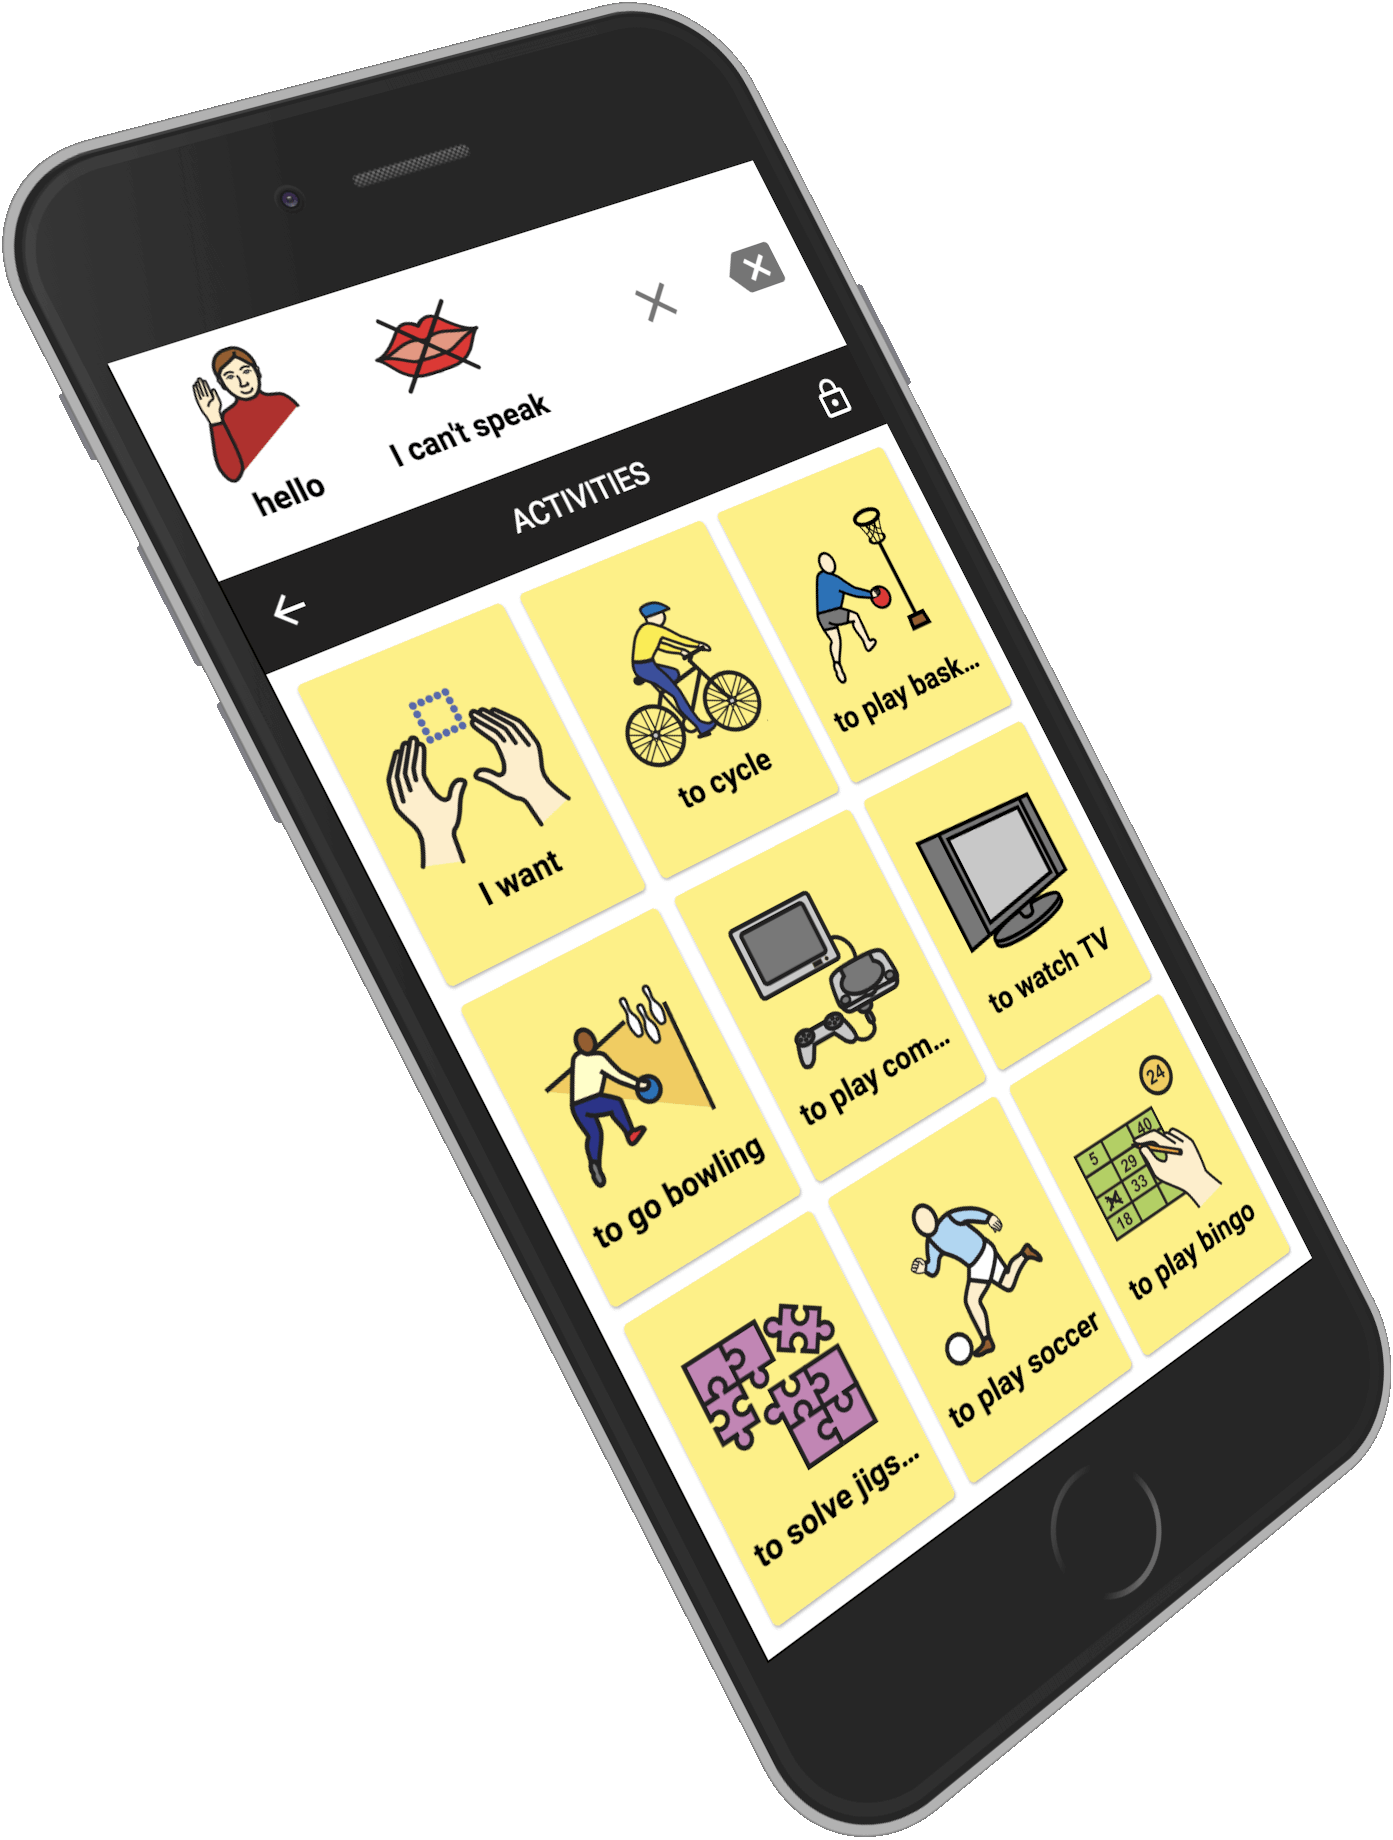 hello
I can't speak
ACTIVITIES
I want
to cycle
to play bask...
to go bowling
to play com...
to watch TV
to solve jigs...
to play soccer
to play bingo
24
5
40
29
33
18